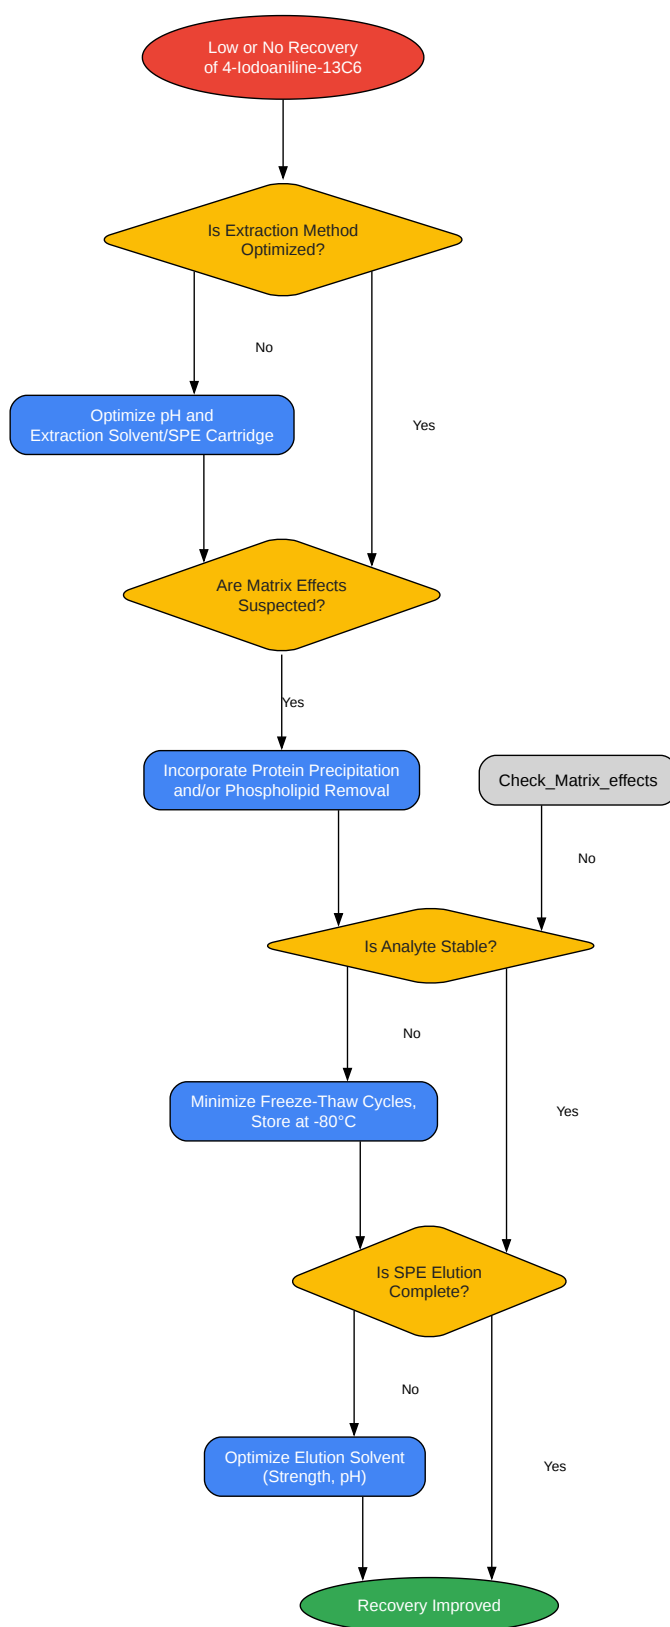 Low or No Recovery
of 4-Iodoaniline-13C6
Is Extraction Method
Optimized?
No
Optimize pH and
Extraction Solvent/SPE Cartridge
Yes
Are Matrix Effects
Suspected?
Yes
Incorporate Protein Precipitation
and/or Phospholipid Removal
Check_Matrix_effects
No
Is Analyte Stable?
No
Minimize Freeze-Thaw Cycles,
Store at -80°C
Yes
Is SPE Elution
Complete?
No
Optimize Elution Solvent
(Strength, pH)
Yes
Recovery Improved